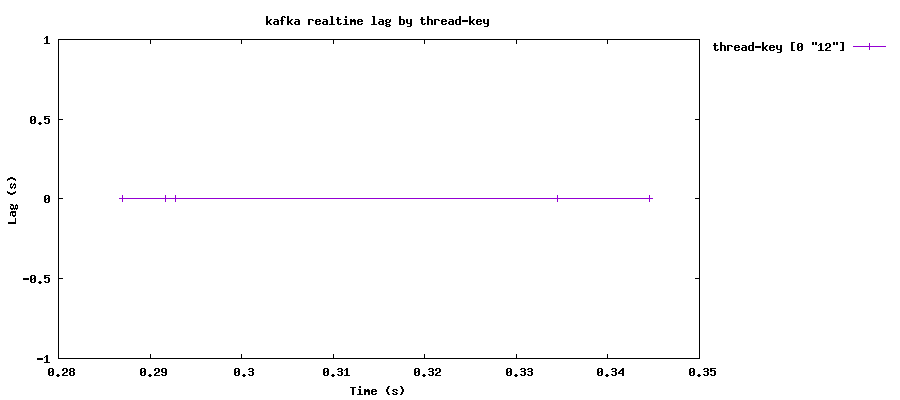 kafka realtime lag by thread-key
thread-key [0 "12"]
1
0.5
0
-0.5
-1
Lag (s)
0.28 0.29 0.3 0.31 0.32 0.33 0.34 0.35
Time (s)